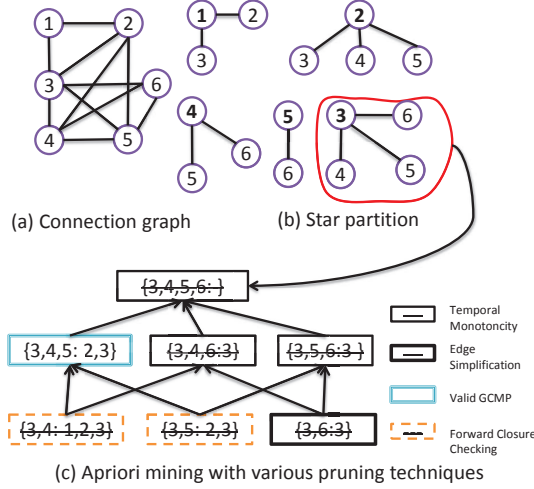 1 2
3 6
4 5
1 2
3
2
3 4 5
4
5 6
5
6
3 6
4 5
(a) Connection graph
(b) Star partition
{3,4,5,6: }
{3,4,5: 2,3}
{3,4,6:3}
{3,5,6:3 }
{3,4: 1,2,3}
{3,5: 2,3}
{3,6:3}
Temporal
Monotoncity
Edge
Simplification
Valid GCMP
Forward Closure
Checking
(c) Apriori mining with various pruning techniques